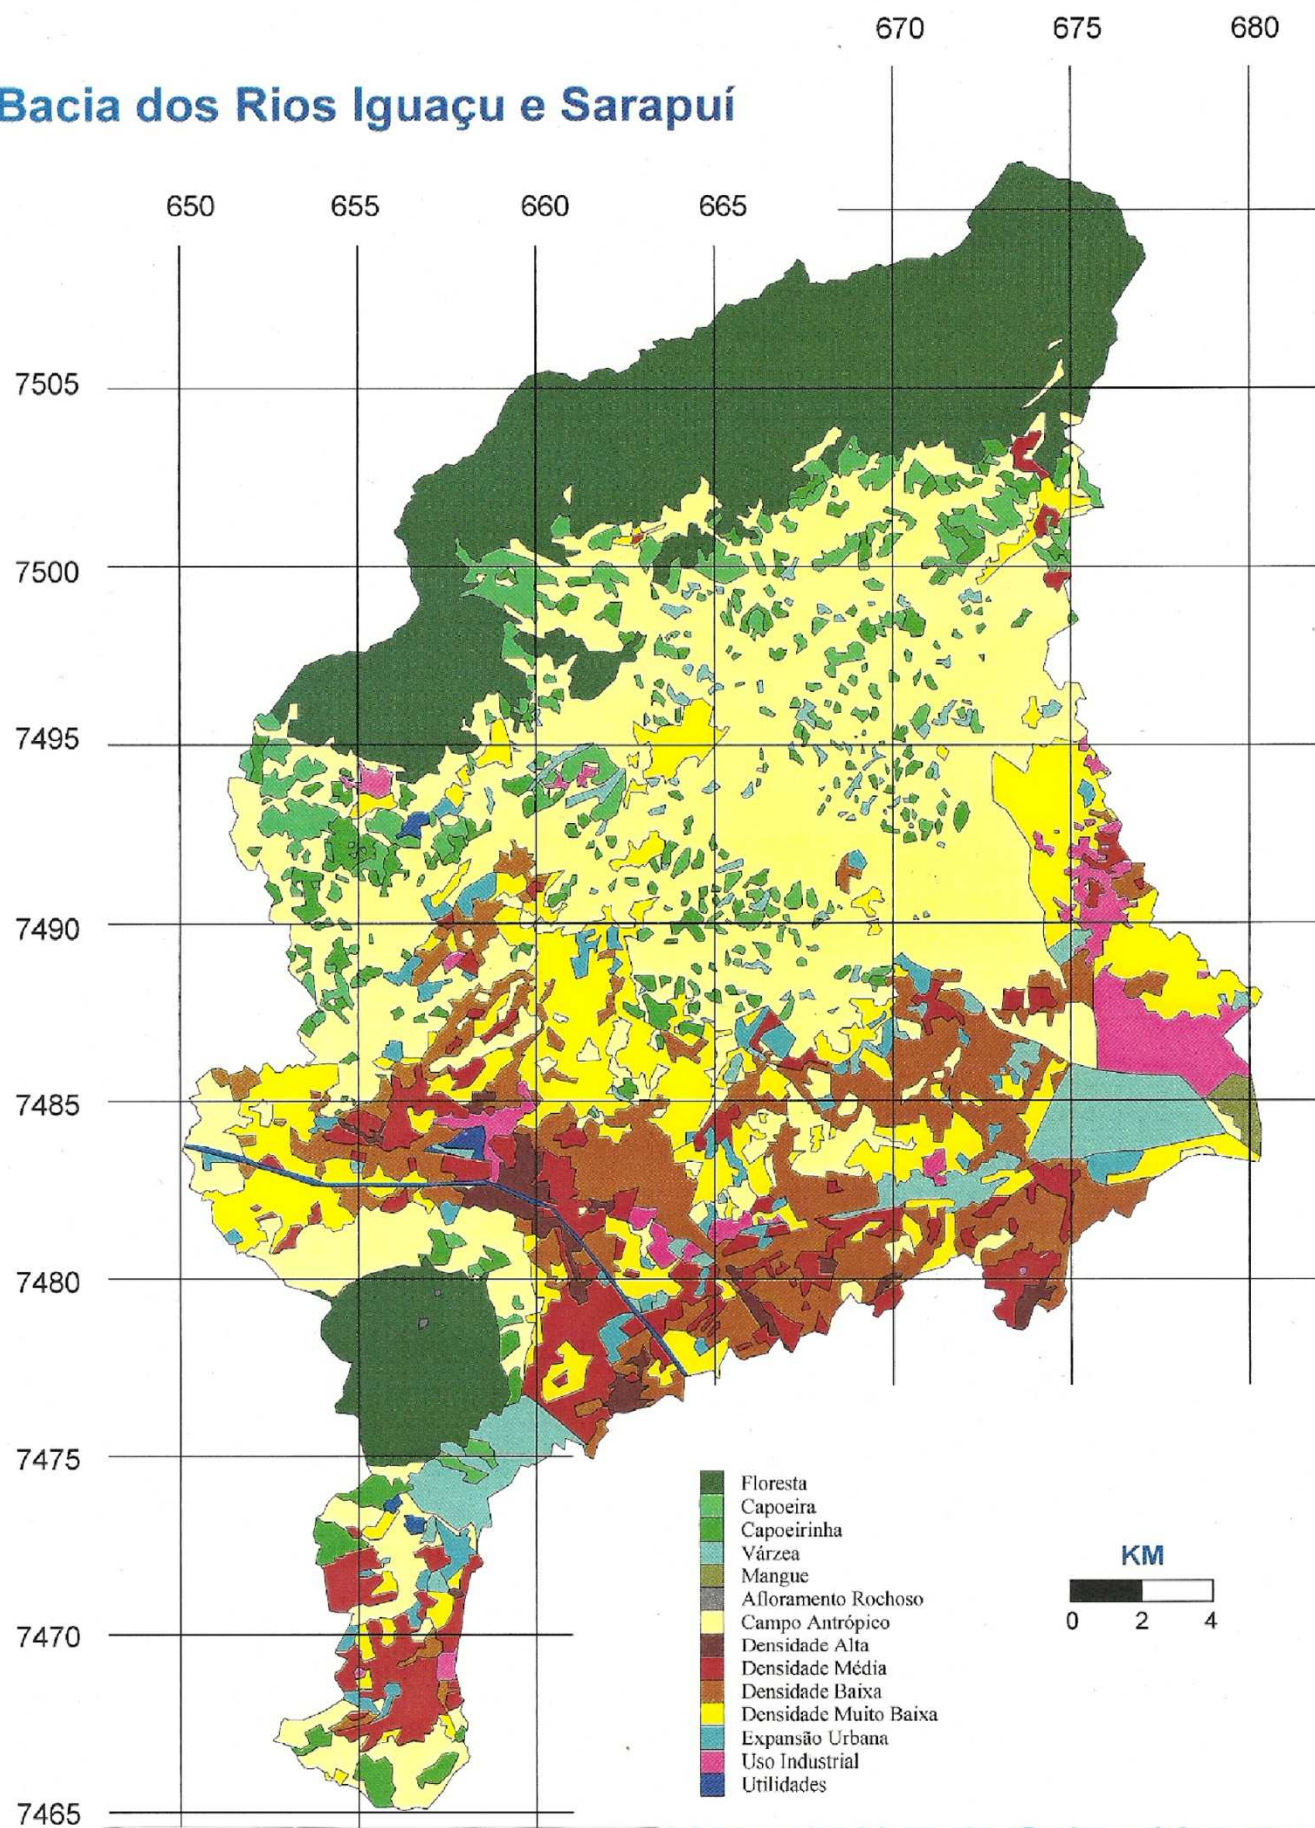 670 675 680
Bacia dos Rios Iguaçu e Sarapuí
650 655 660 665
7505
7500
7495
7490
7485
7480
7475
7470
7465
Floresta
Capoeira
Capoeirinha
Várzea
Mangue
Afloramento Rochoso
Campo Antrópico
Densidade Alta
Densidade Média
Densidade Baixa
Densidade Muito Baixa
Expansão Urbana
Uso Industrial
Utilidades
KM
0 2 4